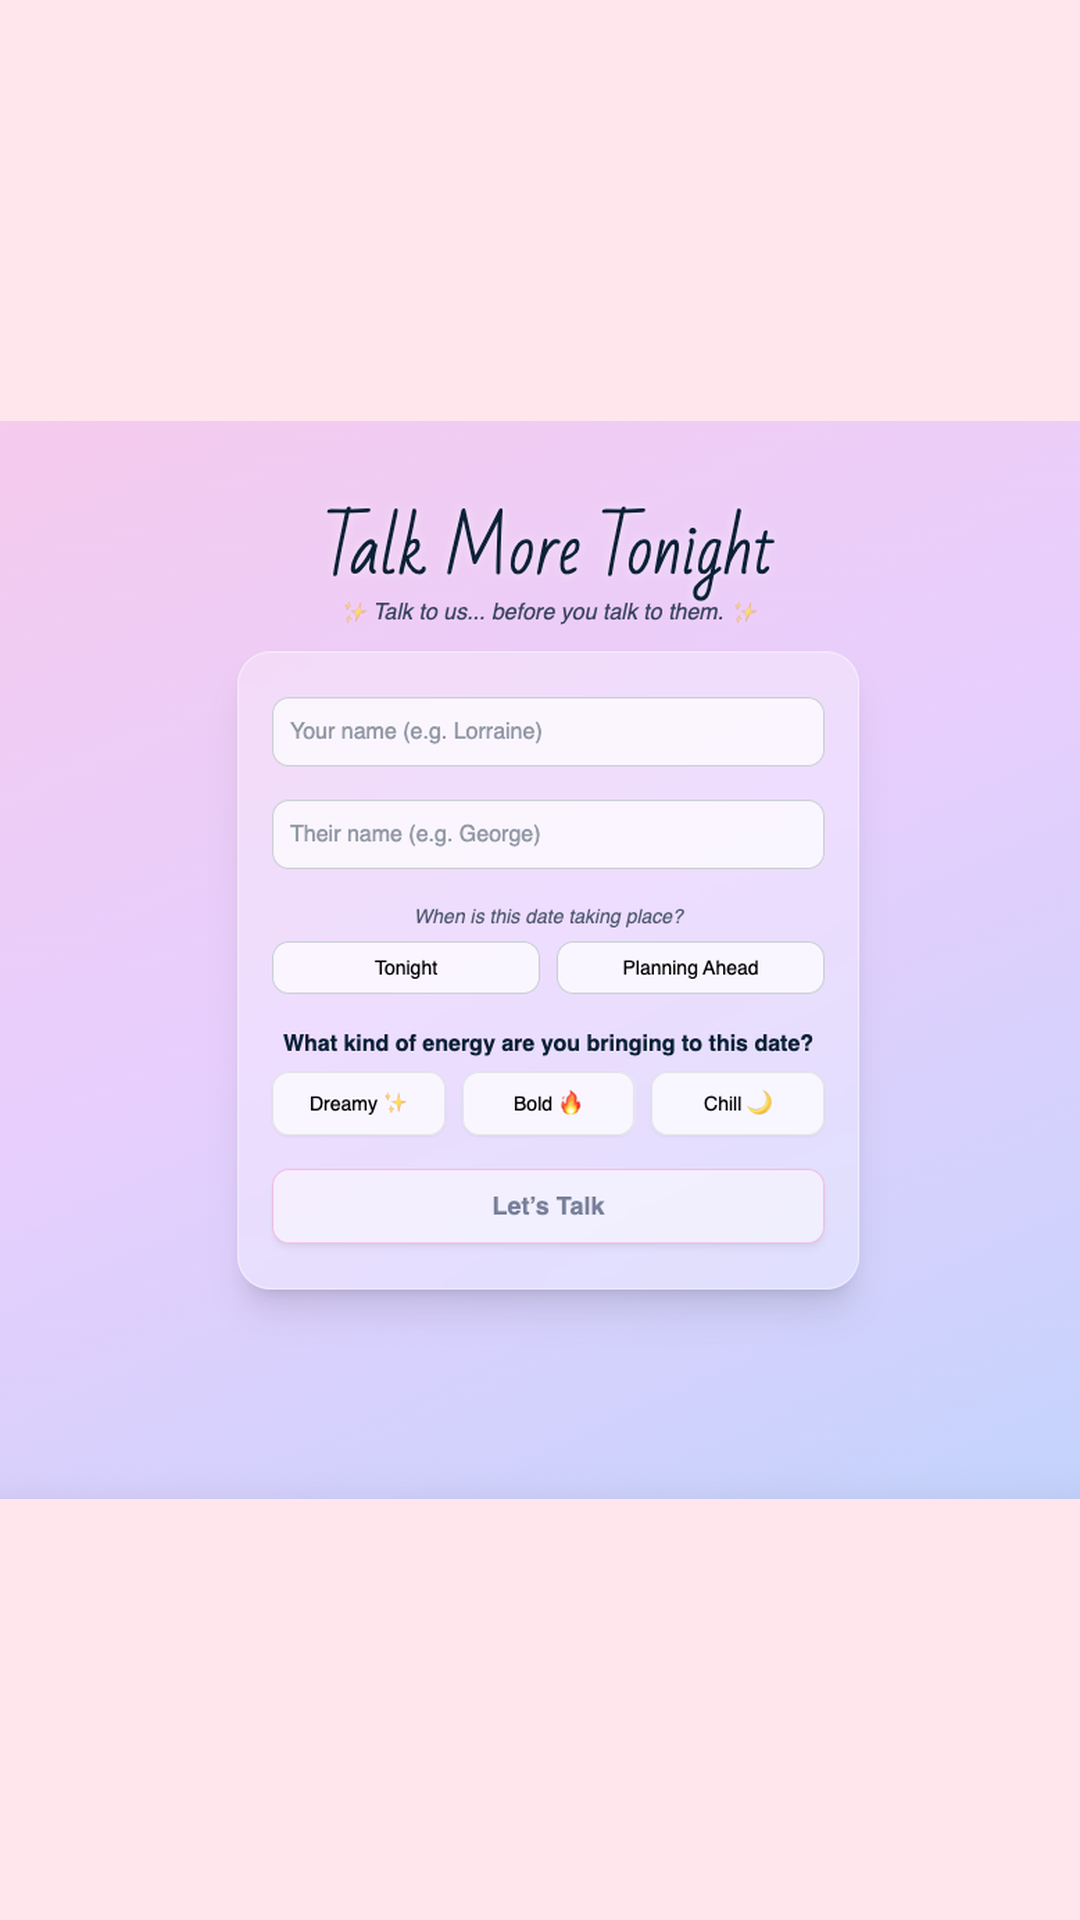 Talk More Tonight
✨ Talk to us... before you talk to them. ✨
Your name (e.g. Lorraine)
Their name (e.g. George)
When is this date taking place?
Tonight
Planning Ahead
What kind of energy are you bringing to this date?
Dreamy ✨
Bold 🔥
Chill 🌙
Let’s Talk